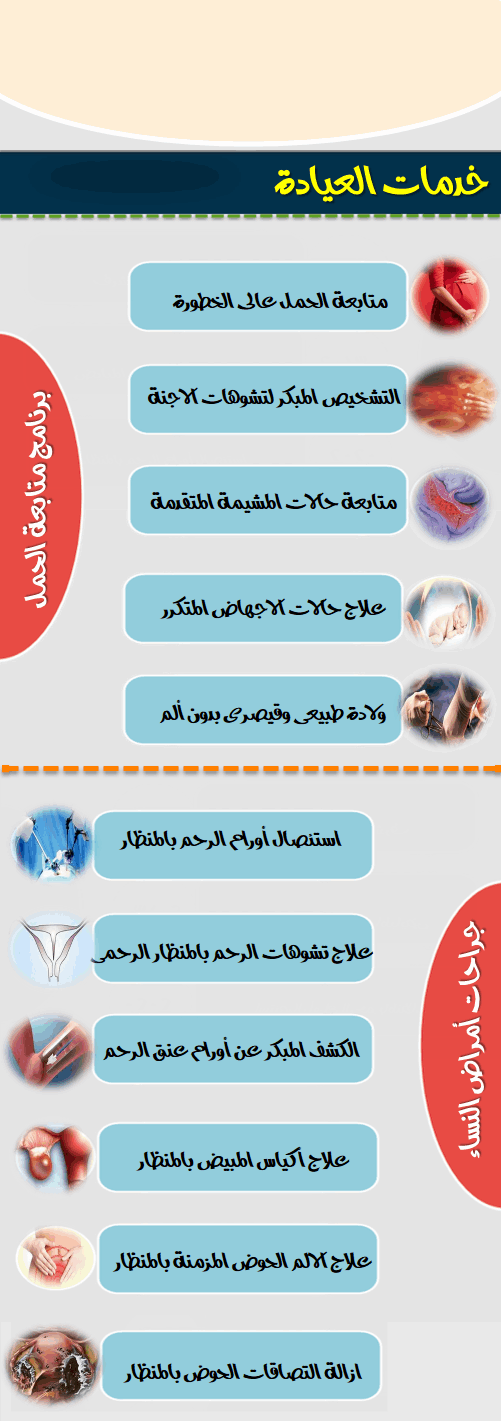 خدمات العيادة
برنامج متابعة الحمل
متابعة الحمل عالى الخطورة
التشخيص المبكر لتشوهات الاجنة
متابعة حالات المشيمة المتقدمة
علاج حالات الاجهاض المتكرر
ولادة طبيعى وقيصرى بدون ألم
جراحات أمراض النساء
استئصال أورام الرحم بالمنظار
علاج تشوهات الرحم بالمنظار الرحمى
الكشف المبكر عن أورام عنق الرحم
علاج اكياس المبيض بالمنظار
علاج الالم الحوض المزمنة بالمنظار
ازالة التصاقات الحوض بالمنظار